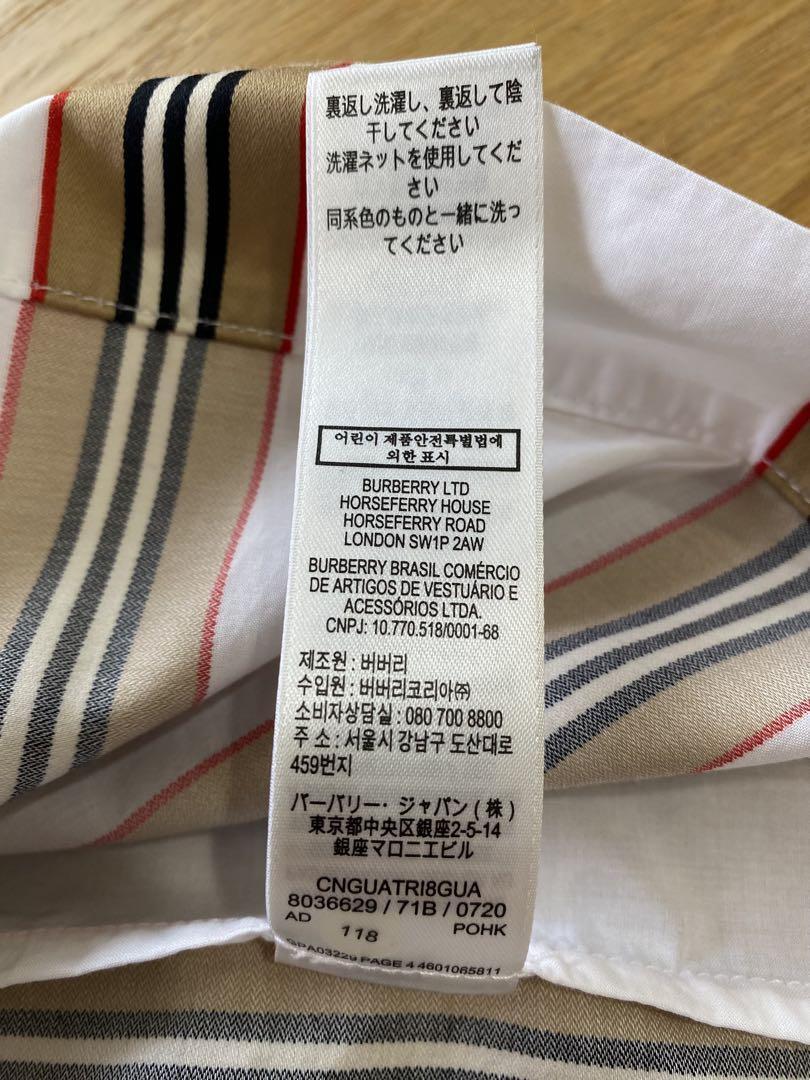 裏返し洗濯し、裏返して陰
干してください
洗濯ネットを使用してくだ
さい
同系色のものと一緒に洗っ
てください
어린이 제품안전특별법에
의한 표시
BURBERRY LTD
HORSEFERRY HOUSE
HORSEFERRY ROAD
LONDON SW1P 2AW
BURBERRY BRASIL COMÉRCIO
DE ARTIGOS DE VESTUÁRIO E
ACESSÓRIOS LTDA.
CNPJ: 10.770.518/0001-68
제조원 : 버버리
수입원 : 버버리코리아㈜
소비자상담실 : 080 700 8800
주 소 : 서울시 강남구 도산대로
459번지
バーバリー・ジャパン (株)
東京都中央区銀座2-5-14
銀座マロニエビル
CNGUATRI8GUA
8036629 / 71B / 0720
AD 118 POHK
PAGE 4 4601065811